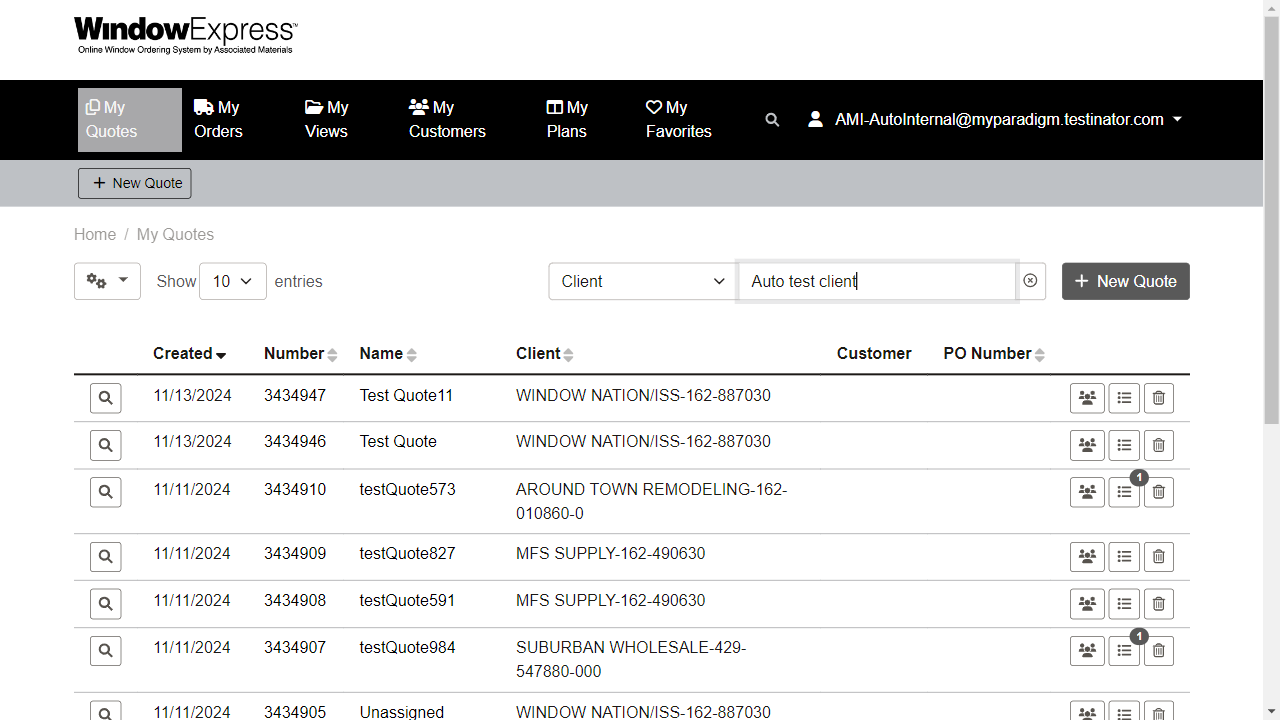 WindowExpress™
Online Window Ordering System by Associated Materials
My Quotes
My Orders
My Views
My Customers
My Plans
My Favorites
AMI-AutoInternal@myparadigm.testinator.com
New Quote
Home / My Quotes
Show 10 entries
Client
Auto test client
New Quote
Created Number Name Client Customer PO Number
11/13/2024 3434947 Test Quote11 WINDOW NATION/ISS-162-887030
11/13/2024 3434946 Test Quote WINDOW NATION/ISS-162-887030
1
11/11/2024 3434910 testQuote573 AROUND TOWN REMODELING-162-
010860-0
11/11/2024 3434909 testQuote827 MFS SUPPLY-162-490630
11/11/2024 3434908 testQuote591 MFS SUPPLY-162-490630
1
11/11/2024 3434907 testQuote984 SUBURBAN WHOLESALE-429-
547880-000
11/11/2024 3434905 Unassigned WINDOW NATION/ISS-162-887030